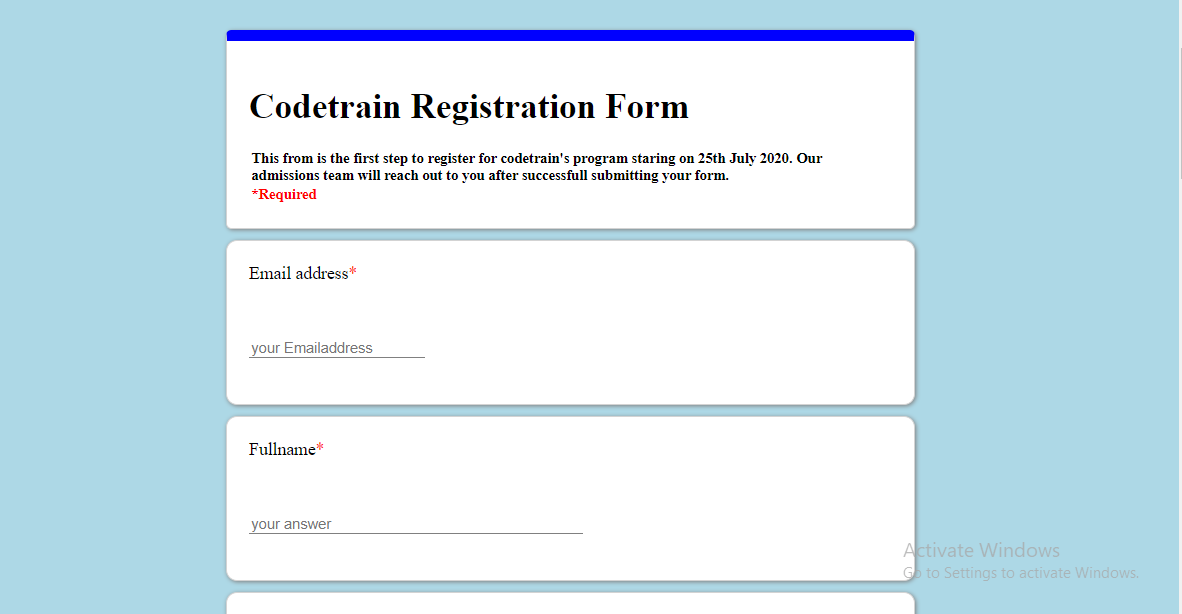 Codetrain Registration Form
This from is the first step to register for codetrain's program staring on 25th July 2020. Our
admissions team will reach out to you after successfull submitting your form.
*Required
Email address*
your Emailaddress
Fullname*
your answer
Activate Windows
Go to Settings to activate Windows.